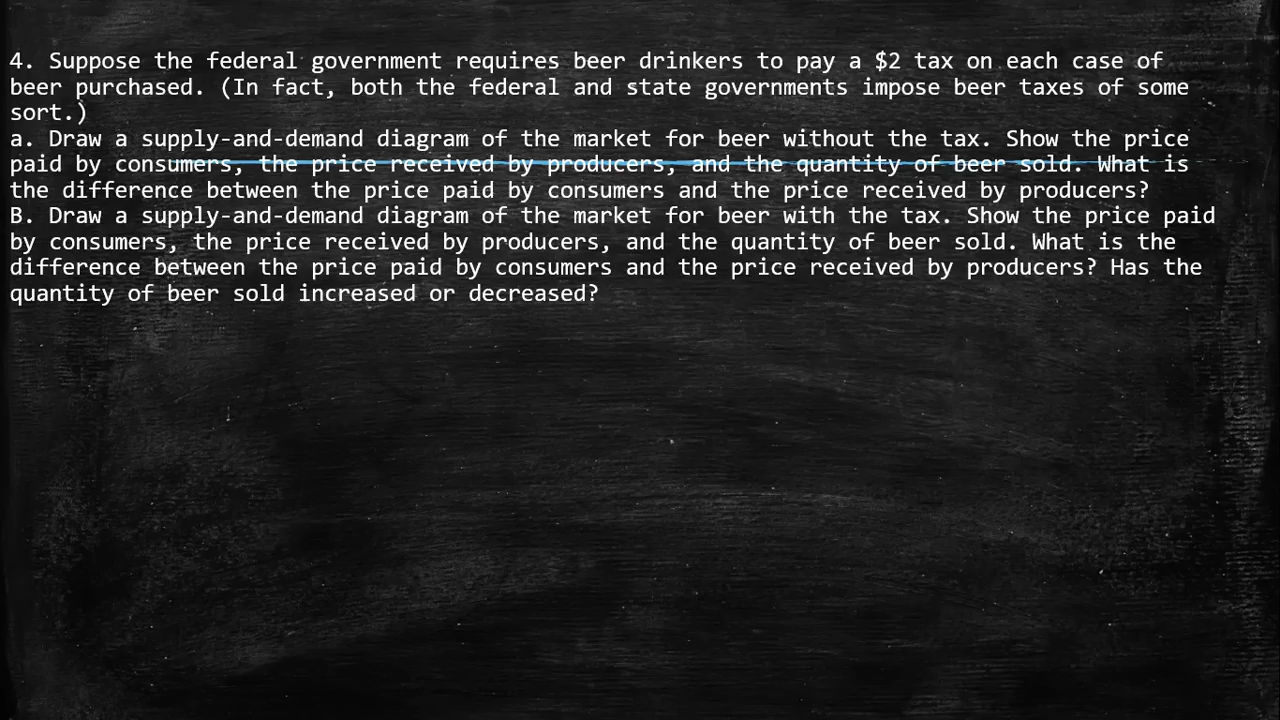 4. Suppose the federal government requires beer drinkers to pay a $2 tax on each case of
beer purchased. (In fact, both the federal and state governments impose beer taxes of some
sort.)
a. Draw a supply-and-demand diagram of the market for beer without the tax. Show the price
paid by consumers, the price received by producers, and the quantity of beer sold. What is
the difference between the price paid by consumers and the price received by producers?
B. Draw a supply-and-demand diagram of the market for beer with the tax. Show the price paid
by consumers, the price received by producers, and the quantity of beer sold. What is the
difference between the price paid by consumers and the price received by producers? Has the
quantity of beer sold increased or decreased?